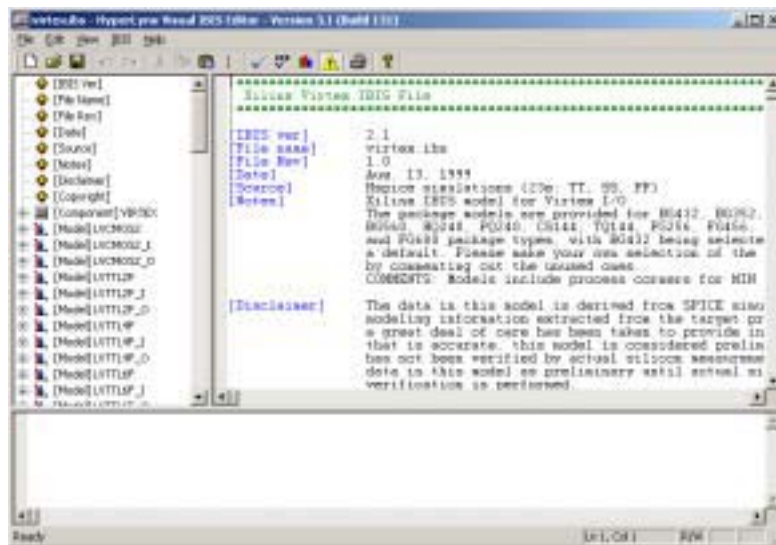 virtex.ibs - HyperLynx Visual IBIS Editor - Version 3.1 (Build 131)
File Edit View IBIS Help
[IBIS Ver]
[File Name]
[File Rev]
[Date]
[Source]
[Notes]
[Disclaimer]
[Copyright]
[Component] VIRTEX
[Model] LVCMOS2
[Model] LVCMOS2_I
[Model] LVCMOS2_O
[Model] LVTTL2F
[Model] LVTTL2F_I
[Model] LVTTL2F_O
[Model] LVTTL4F
[Model] LVTTL4F_I
[Model] LVTTL4F_O
[Model] LVTTL6F
[Model] LVTTL6F_I
Xilinx Virtex IBIS File
[IBIS ver] 2.1
[File name] virtex.ibs
[File Rev] 1.0
[Date] Aug. 13, 1999
[Source] Hspice simulations (23e, TT, SS, FF)
[Notes] Xilinx IBIS model for Virtex I/O
The package models are provided for BG432, BG352,
BG560, HQ240, PQ240, CS144, TQ144, FG256, FG456,
and FG680 package types, with BG432 being selecte
a default. Please make your own selection of the
by commenting out the unused ones.
COMMENTS: Models include process corners for MIN
[Disclaimer] The data in this model is derived from SPICE simu
modeling information extracted from the target pr
a great deal of care has been taken to provide in
that is accurate, this model is considered prelim
has not been verified by actual silicon measureme
data in this model as preliminary until actual si
verification is performed.
Ready
Ln 1, Col 1 R/W